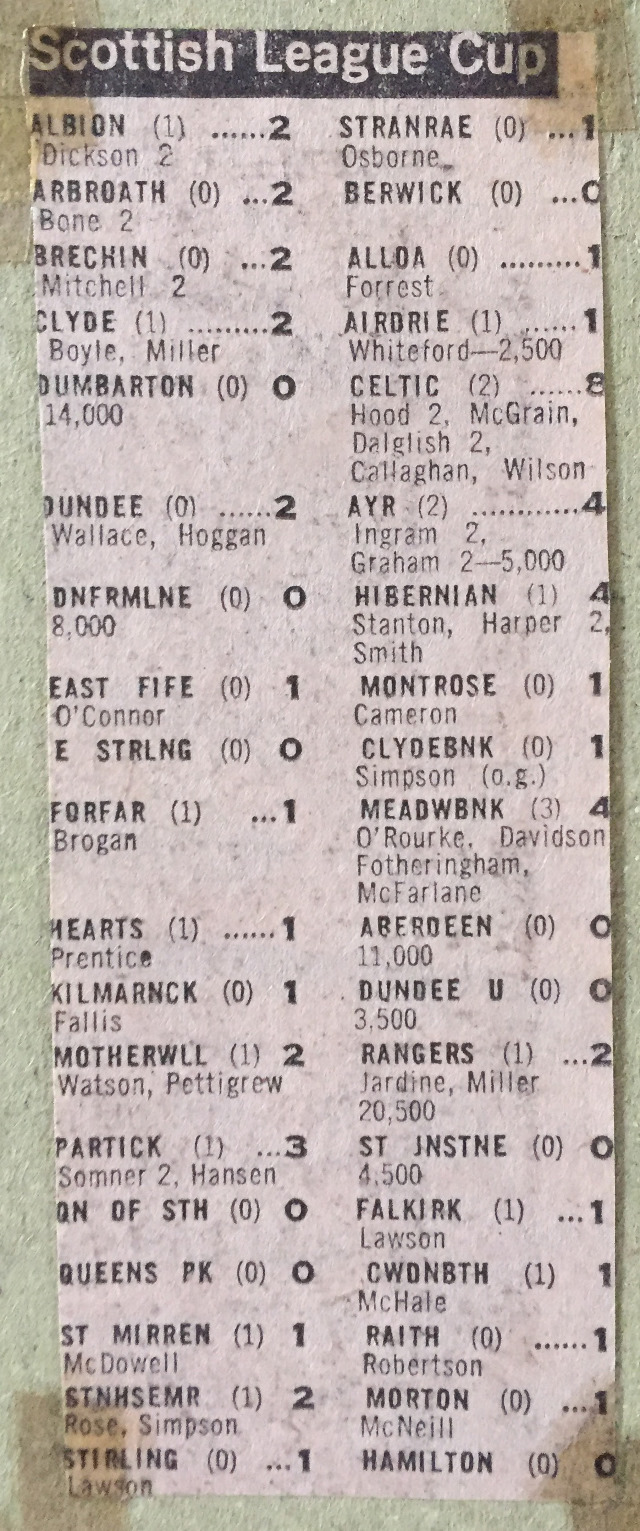 Scottish League Cup
ALBION (1) ......2 STRANRAE (0) ...1
Dickson 2 Osborne
ARBROATH (0) ...2 BERWICK (0) ...0
Bone 2
BRECHIN (0) ...2 ALLOA (0) .........1
Mitchell 2 Forrest
CLYDE (1) .........2 AIRDRIE (1) ......1
Boyle, Miller Whiteford—2,500
DUMBARTON (0) 0 CELTIC (2) ......8
14,000 Hood 2, McGrain,
Dalglish 2,
Callaghan, Wilson
DUNDEE (0) ......2 AYR (2) ............4
Wallace, Hoggan Ingram 2,
Graham 2—5,000
DNFRMLNE (0) 0 HIBERNIAN (1) 4
8,000 Stanton, Harper 2,
Smith
EAST FIFE (0) 1 MONTROSE (0) 1
O'Connor Cameron
E STRLNG (0) 0 CLYDEBNK (0) 1
Simpson (o.g.)
FORFAR (1) ...1 MEADWBNK (3) 4
Brogan O'Rourke, Davidson
Fotheringham,
McFarlane
HEARTS (1) ......1 ABERDEEN (0) 0
Prentice 11,000
KILMARNCK (0) 1 DUNDEE U (0) 0
Fallis 3,500
MOTHERWLL (1) 2 RANGERS (1) ...2
Watson, Pettigrew Jardine, Miller
20,500
PARTICK (1) ...3 ST JNSTNE (0) 0
Somner 2, Hansen 4,500
QN OF STH (0) 0 FALKIRK (1) ...1
Lawson
QUEENS PK (0) 0 CWDNBTH (1) 1
McHale
ST MIRREN (1) 1 RAITH (0) ......1
McDowell Robertson
STNHSEMR (1) 2 MORTON (0) ...1
Rose, Simpson McNeill
STIRLING (0) ...1 HAMILTON (0) 0
Lawson